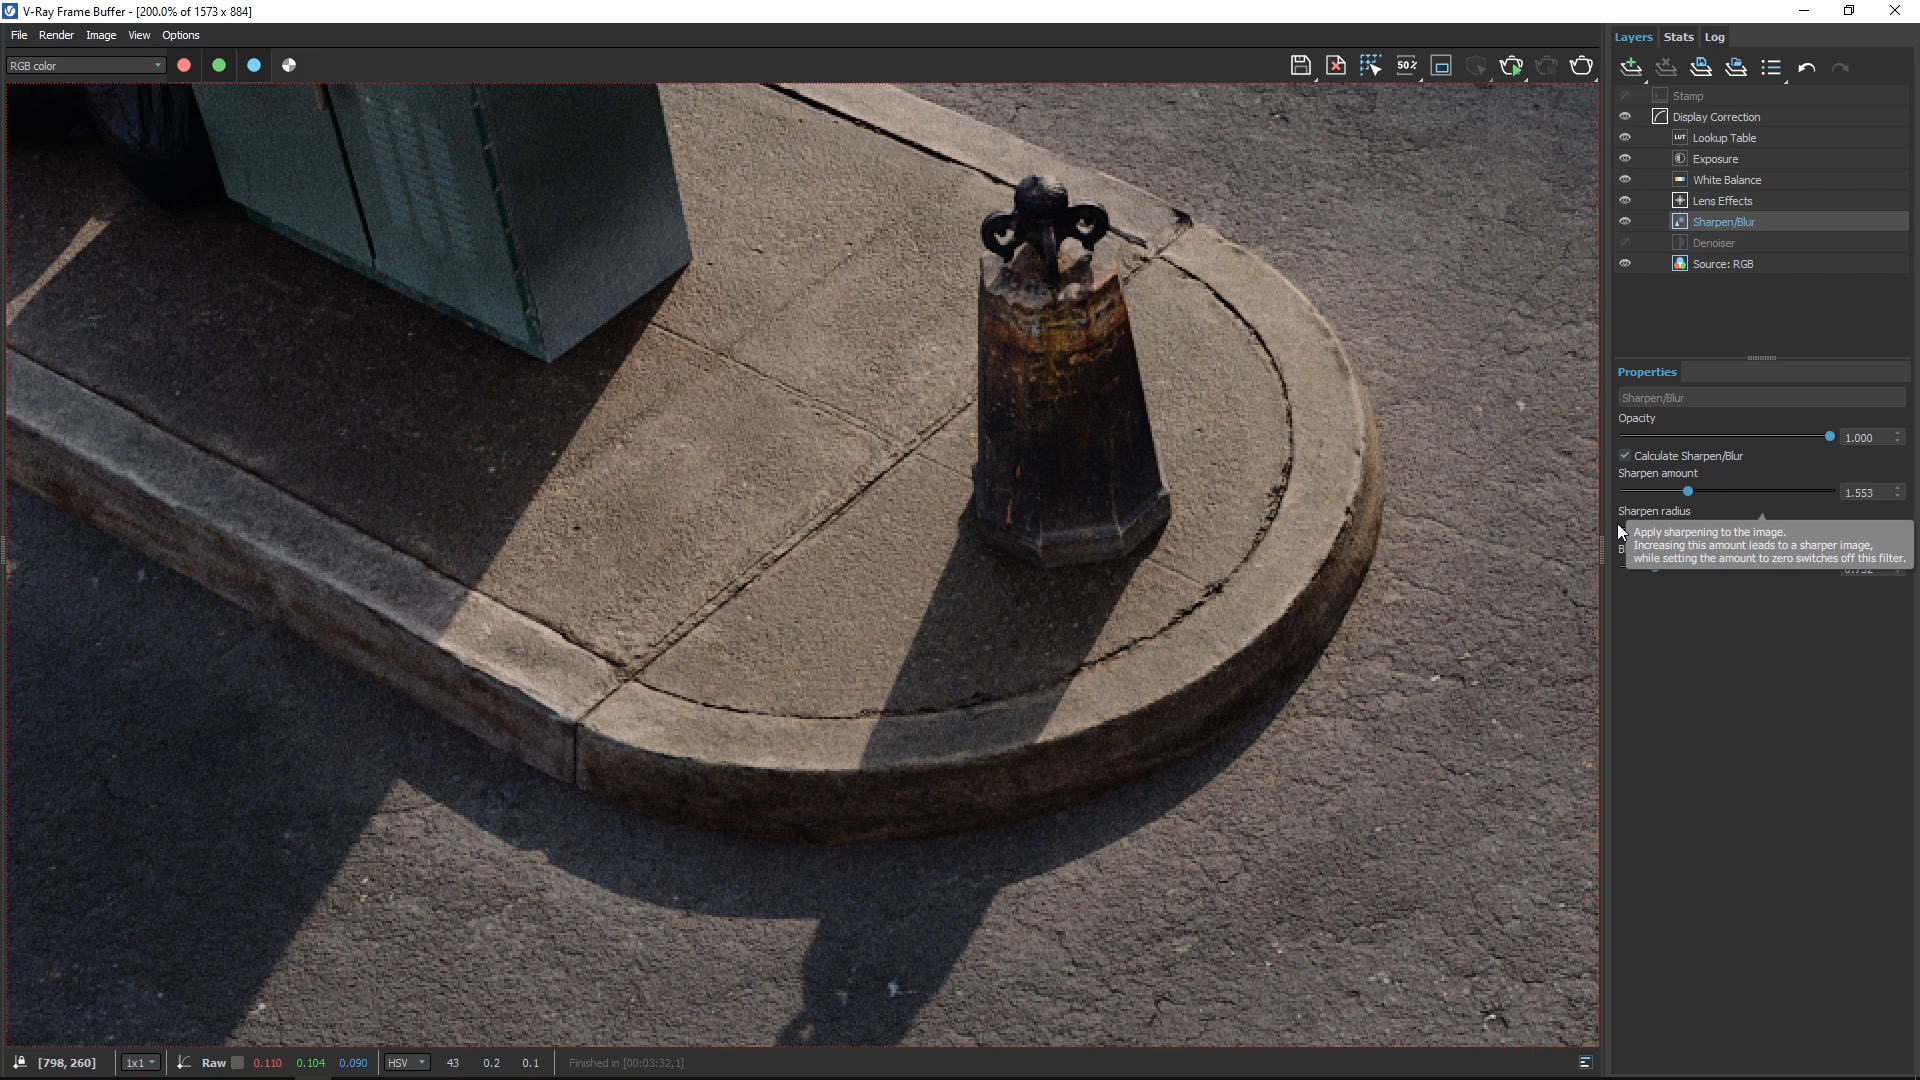 V-Ray Frame Buffer - [200.0% of 1573 x 884]
File Render Image View Options
Layers Stats Log
RGB color
50%
Stamp
Display Correction
LUT Lookup Table
Exposure
White Balance
Lens Effects
Sharpen/Blur
Denoiser
Source: RGB
Properties
Sharpen/Blur
Opacity
1.000
Calculate Sharpen/Blur
Sharpen amount
1.553
Sharpen radius
Apply sharpening to the image.
Increasing this amount leads to a sharper image,
while setting the amount to zero switches off this filter.
[798, 260] 1x1 Raw 0.110 0.104 0.090 HSV 43 0.2 0.1 Finished in [00:03:32,1]